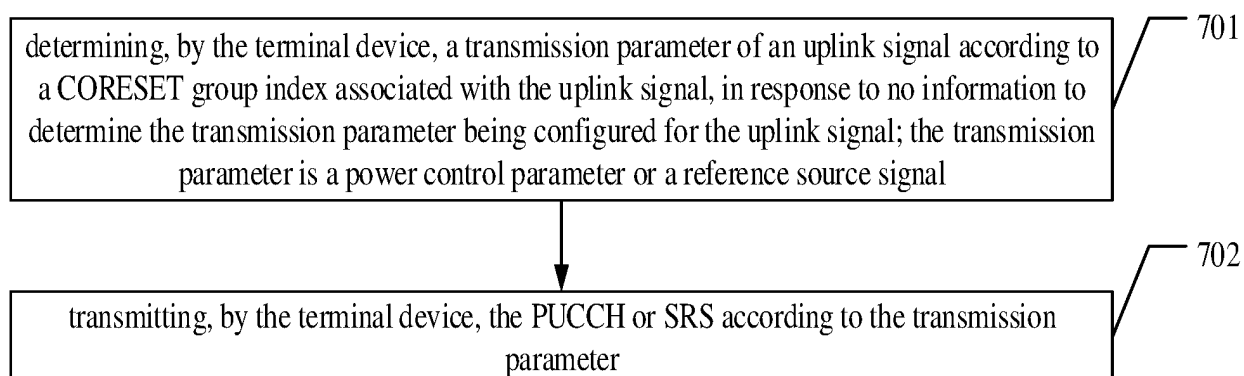 determining, by the terminal device, a transmission parameter of an uplink signal according to
a CORESET group index associated with the uplink signal, in response to no information to
determine the transmission parameter being configured for the uplink signal; the transmission
parameter is a power control parameter or a reference source signal
701
transmitting, by the terminal device, the PUCCH or SRS according to the transmission
parameter
702